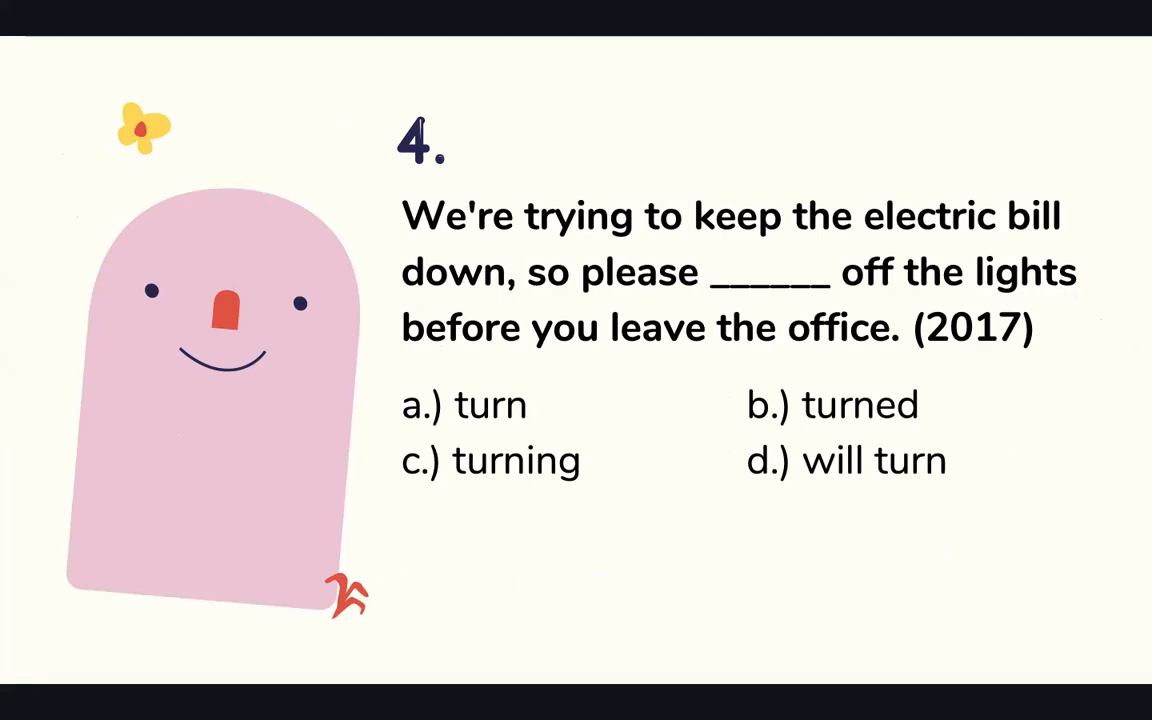 4.
We're trying to keep the electric bill
down, so please ______ off the lights
before you leave the office. (2017)
a.) turn b.) turned
c.) turning d.) will turn